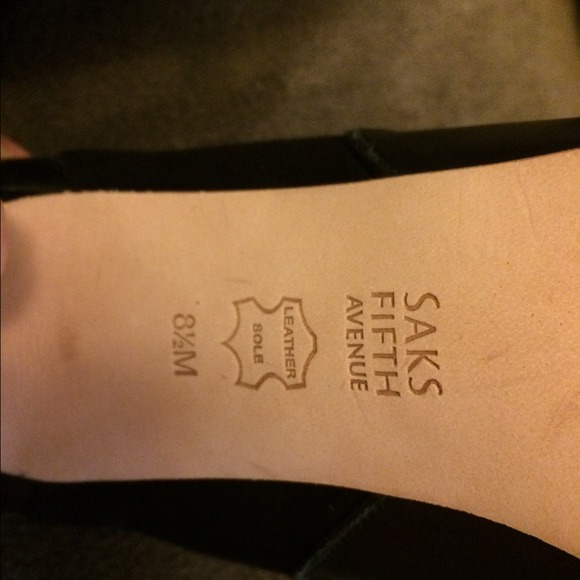 SAKS
FIFTH
AVENUE
LEATHER
SOLE
8½M